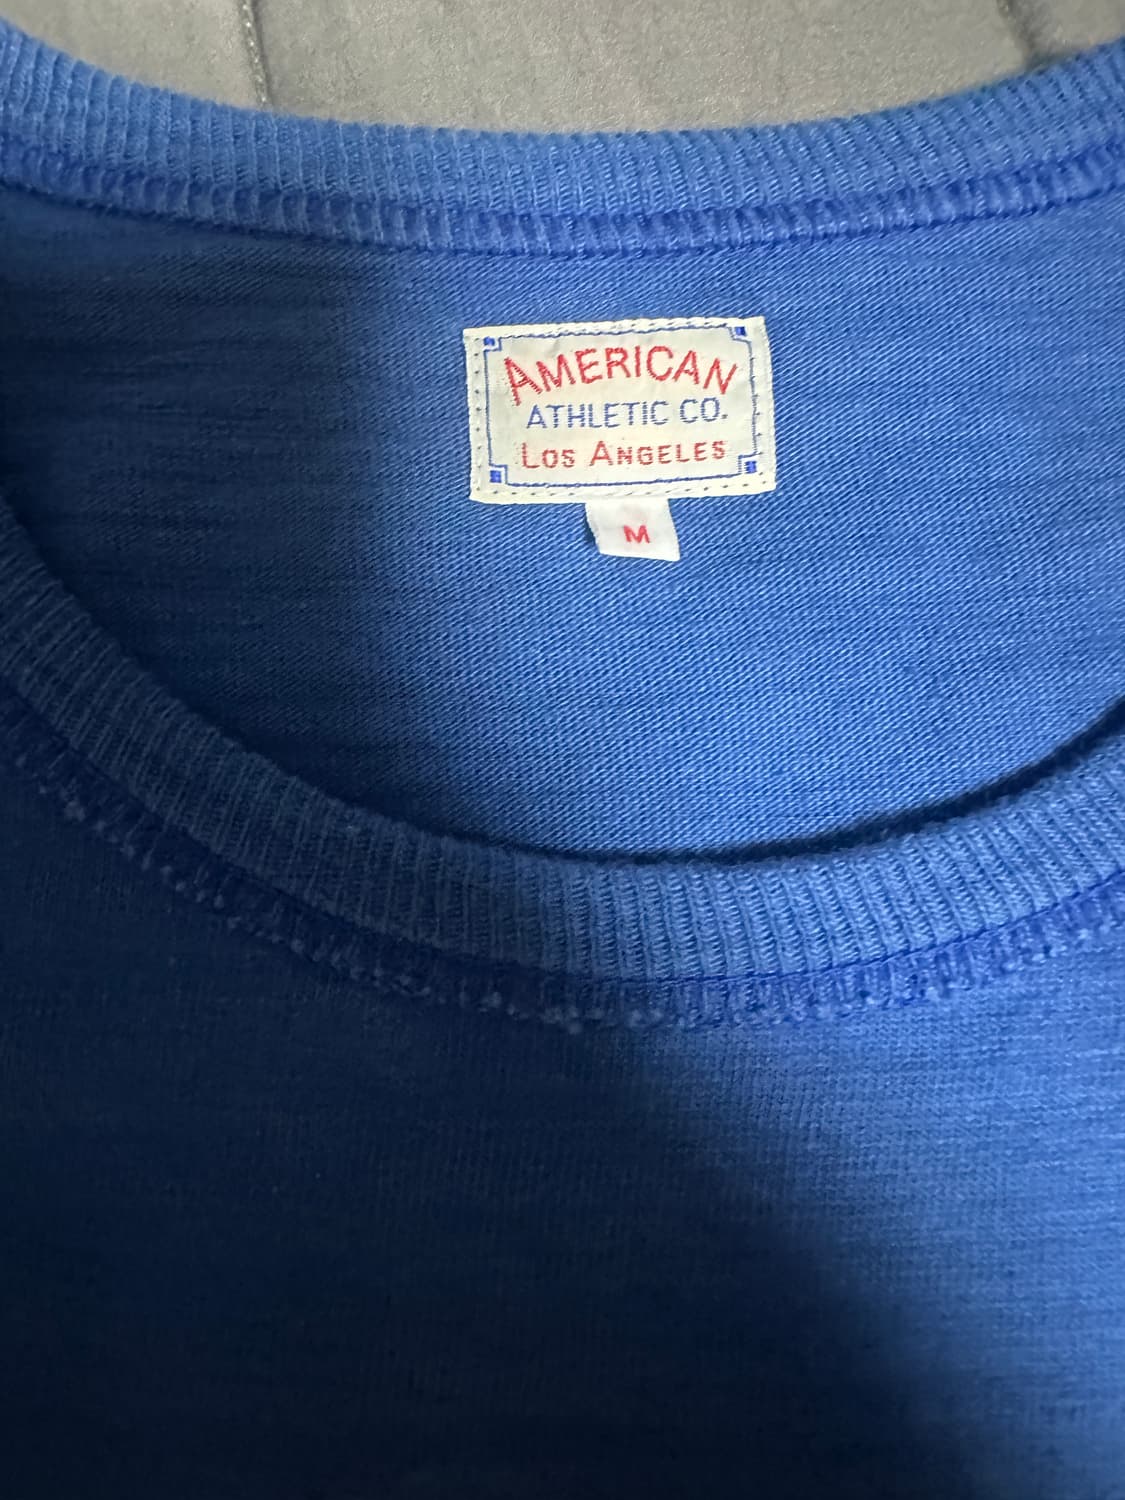 AMERICAN
ATHLETIC CO.
LOS ANGELES
M